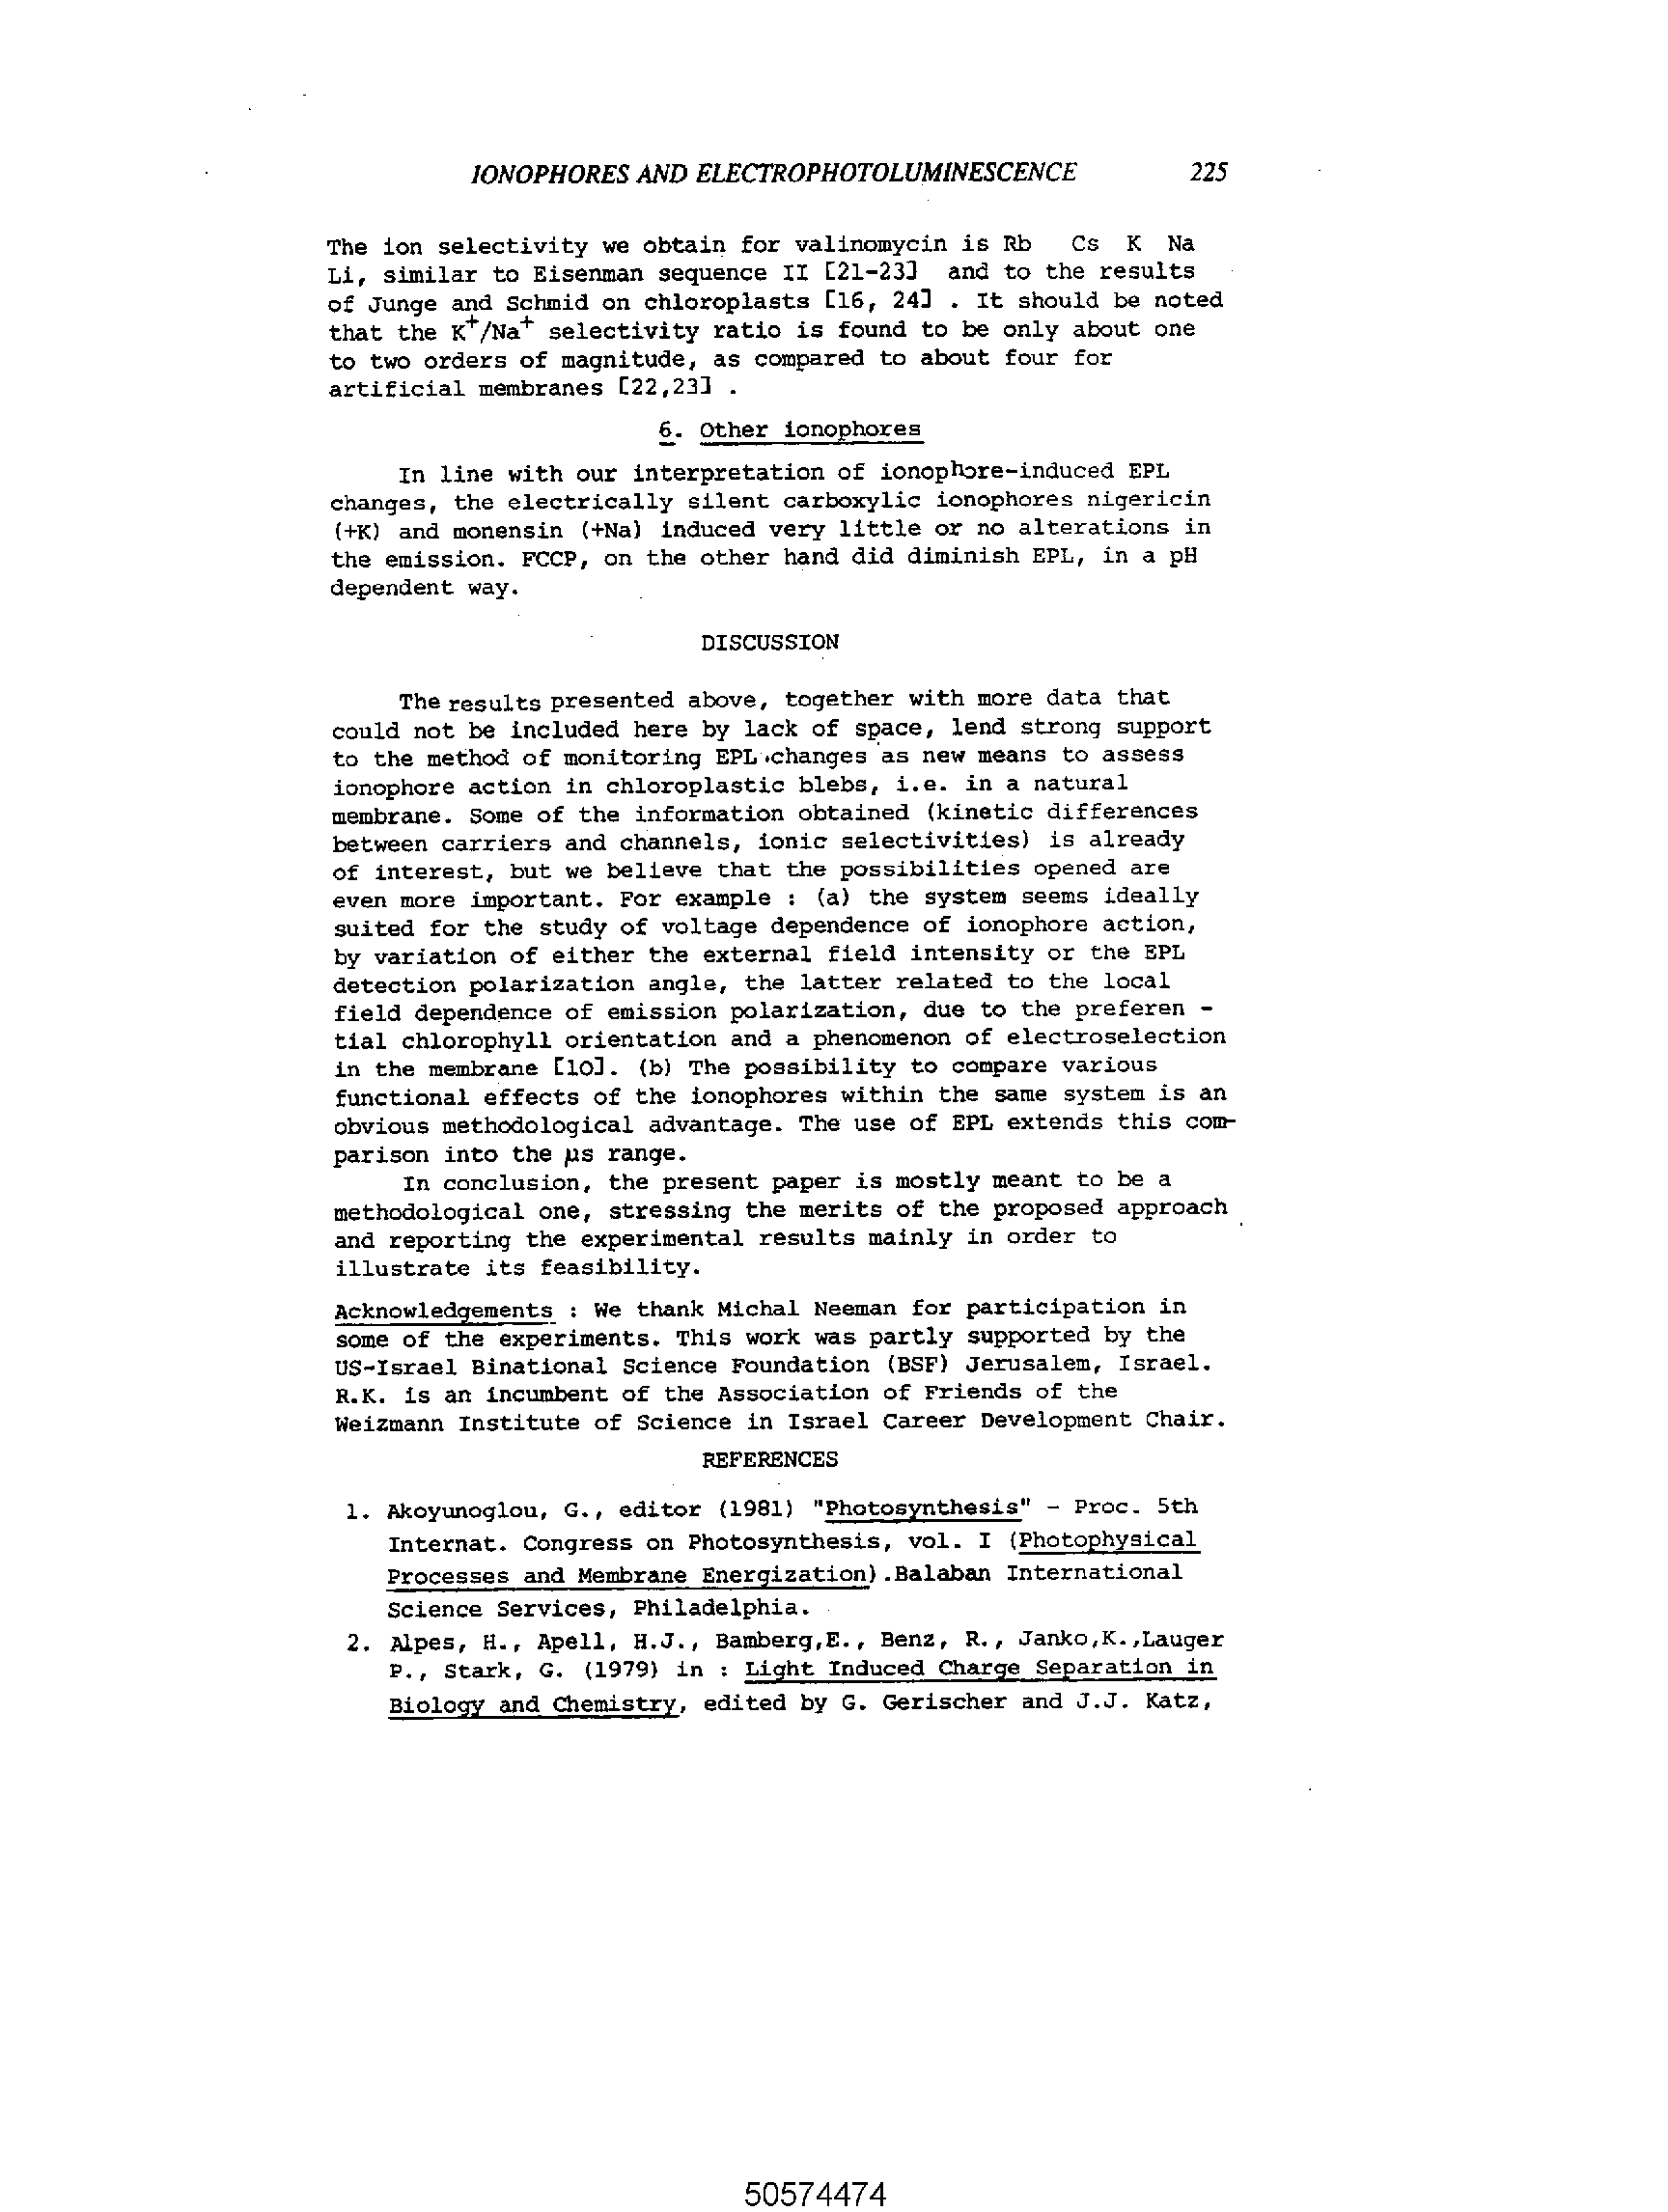 IONOPHORES AND ELECTROPHOTOLUMINESCENCE 225
The ion selectivity we obtain for valinomycin is Rb Cs K Na
Li, similar to Eisenman sequence II [21-23] and to the results
of Junge and Schmid on chloroplasts [16, 24] . It should be noted
that the K+/Na+ selectivity ratio is found to be only about one
to two orders of magnitude, as compared to about four for
artificial membranes [22,23] .
6. Other ionophores
In line with our interpretation of ionophore-induced EPL
changes, the electrically silent carboxylic ionophores nigericin
(+K) and monensin (+Na) induced very little or no alterations in
the emission. FCCP, on the other hand did diminish EPL, in a pH
dependent way.
DISCUSSION
The results presented above, together with more data that
could not be included here by lack of space, lend strong support
to the method of monitoring EPL changes as new means to assess
ionophore action in chloroplastic blebs, i.e. in a natural
membrane. Some of the information obtained (kinetic differences
between carriers and channels, ionic selectivities) is already
of interest, but we believe that the possibilities opened are
even more important. For example : (a) the system seems ideally
suited for the study of voltage dependence of ionophore action,
by variation of either the external field intensity or the EPL
detection polarization angle, the latter related to the local
field dependence of emission polarization, due to the preferen -
tial chlorophyll orientation and a phenomenon of electroselection
in the membrane [10]. (b) The possibility to compare various
functional effects of the ionophores within the same system is an
obvious methodological advantage. The use of EPL extends this com-
parison into the µs range.
In conclusion, the present paper is mostly meant to be a
methodological one, stressing the merits of the proposed approach
and reporting the experimental results mainly in order to
illustrate its feasibility.
Acknowledgements : We thank Michal Neeman for participation in
some of the experiments. This work was partly supported by the
US-Israel Binational Science Foundation (BSF) Jerusalem, Israel.
R.K. is an incumbent of the Association of Friends of the
Weizmann Institute of Science in Israel Career Development Chair.
REFERENCES
1. Akoyunoglou, G., editor (1981) "Photosynthesis" - Proc. 5th
Internat. Congress on Photosynthesis, vol. I (Photophysical
Processes and Membrane Energization).Balaban International
Science Services, Philadelphia.
2. Alpes, H., Apell, H.J., Bamberg,E., Benz, R., Janko,K.,Lauger
P., Stark, G. (1979) in : Light Induced Charge Separation in
Biology and Chemistry, edited by G. Gerischer and J.J. Katz,
50574474